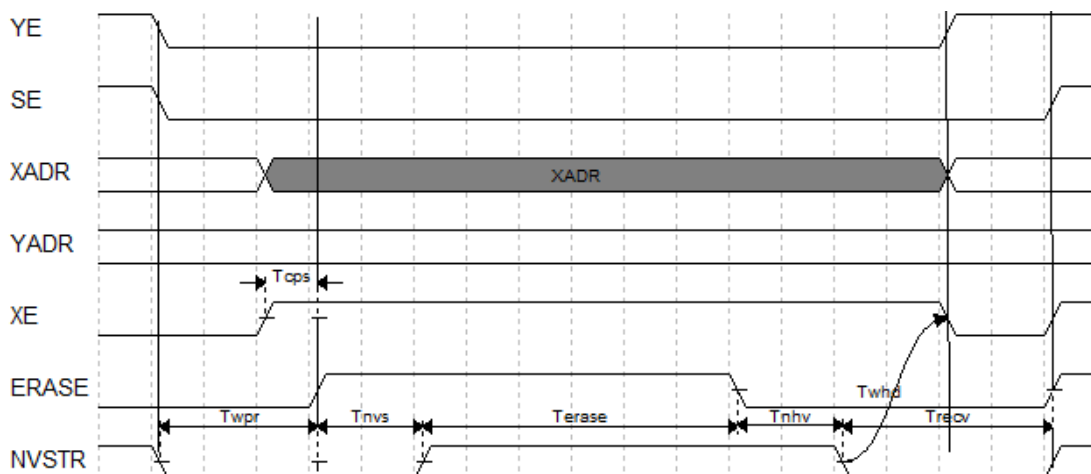 YE
SE
XADR
XADR
YADR
Tcps
XE
ERASE
Twpr
Tnvs
Terase
Tnhv
Twhd
Trecv
NVSTR